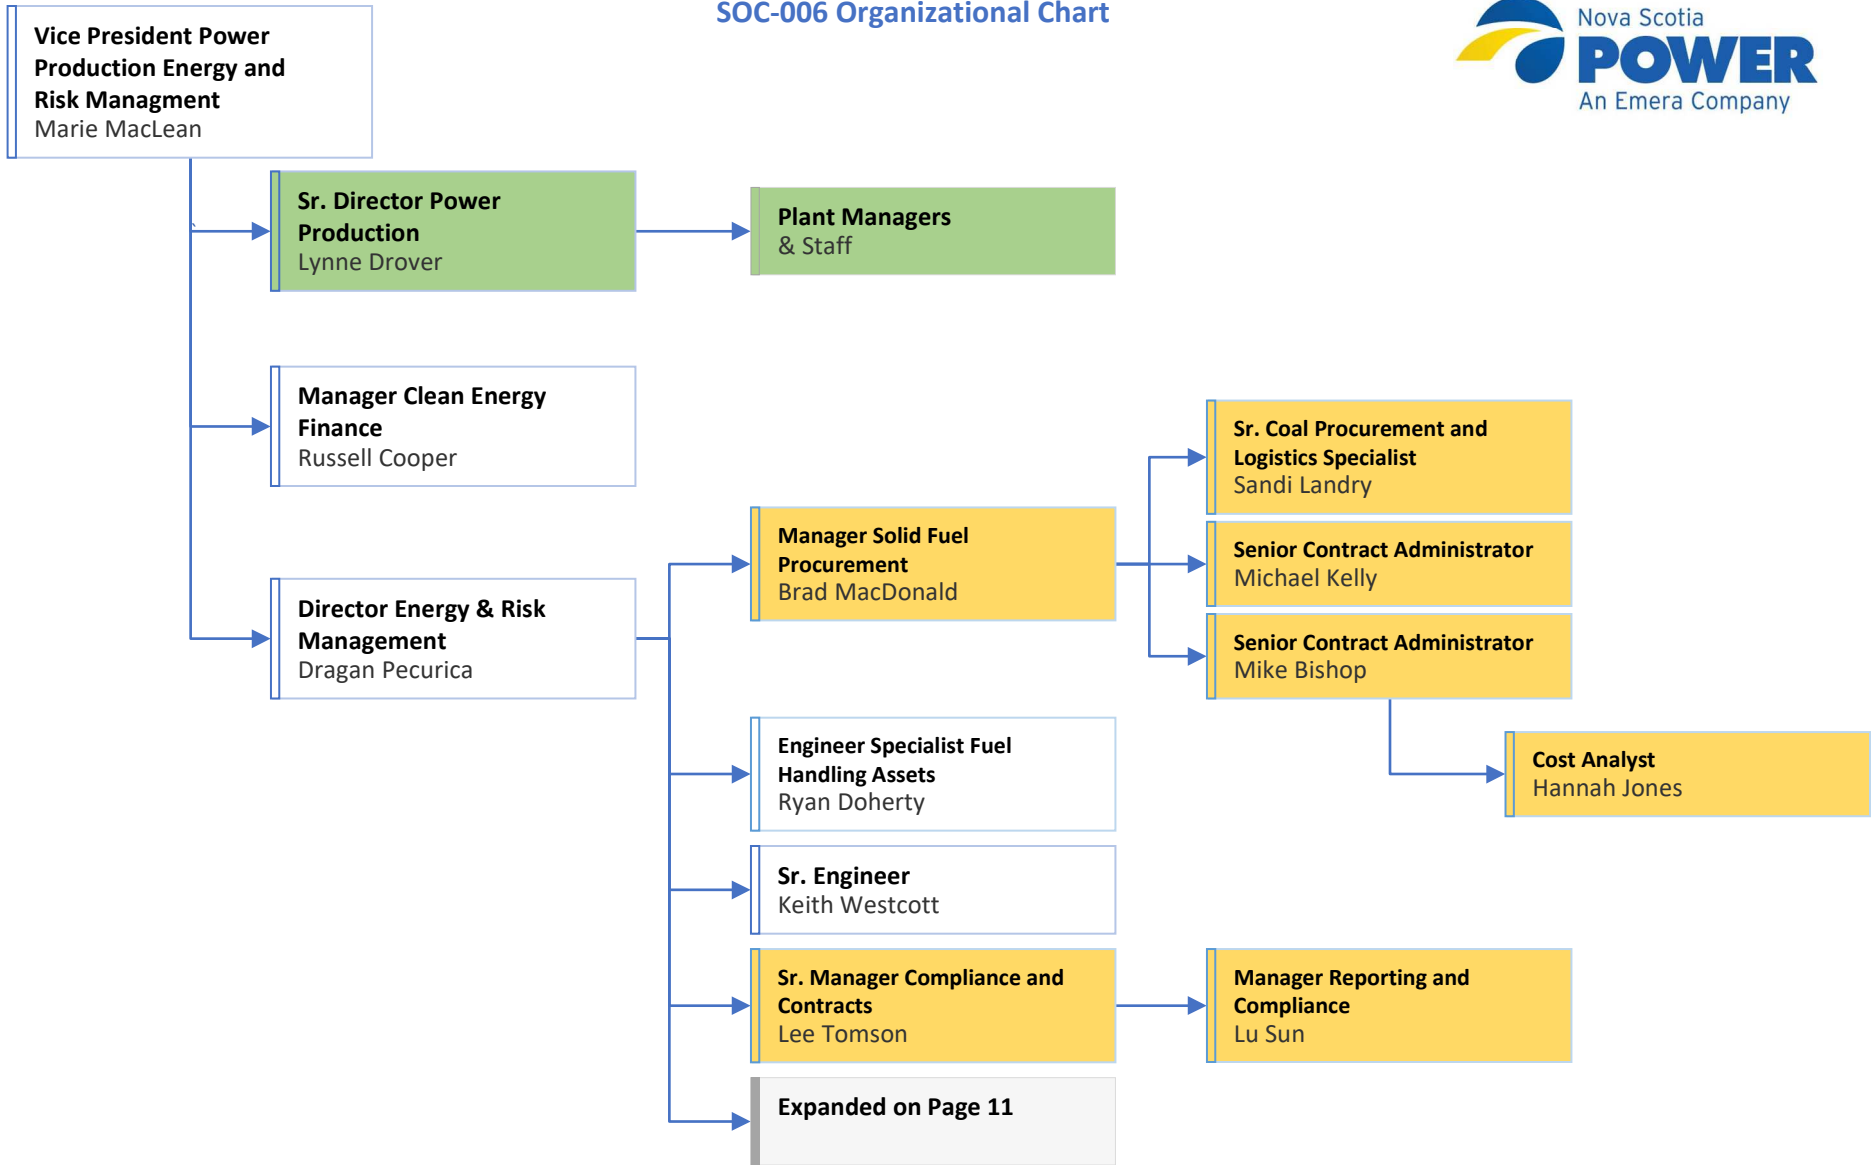 SOC-006 Organizational Chart
Nova Scotia
POWER
An Emera Company
Vice President Power
Production Energy and
Risk Managment
Marie MacLean
Sr. Director Power
Production
Lynne Drover
Plant Managers
& Staff
Manager Clean Energy
Finance
Russell Cooper
Director Energy & Risk
Management
Dragan Pecurica
Manager Solid Fuel
Procurement
Brad MacDonald
Sr. Coal Procurement and
Logistics Specialist
Sandi Landry
Senior Contract Administrator
Michael Kelly
Senior Contract Administrator
Mike Bishop
Cost Analyst
Hannah Jones
Engineer Specialist Fuel
Handling Assets
Ryan Doherty
Sr. Engineer
Keith Westcott
Sr. Manager Compliance and
Contracts
Lee Tomson
Manager Reporting and
Compliance
Lu Sun
Expanded on Page 11